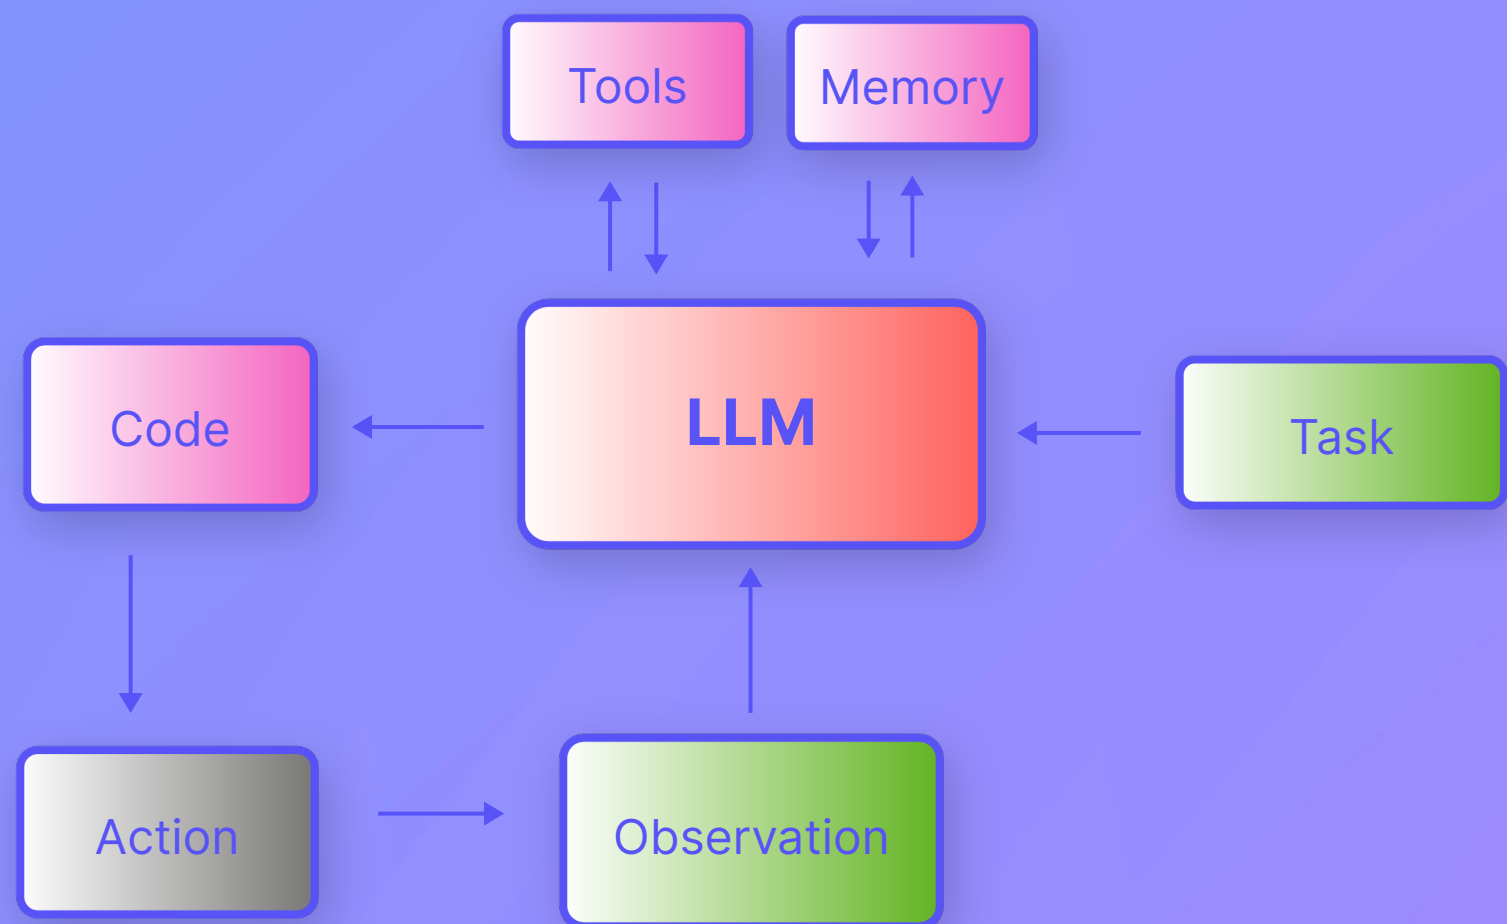 Tools
Memory
Code
LLM
Task
Action
Observation